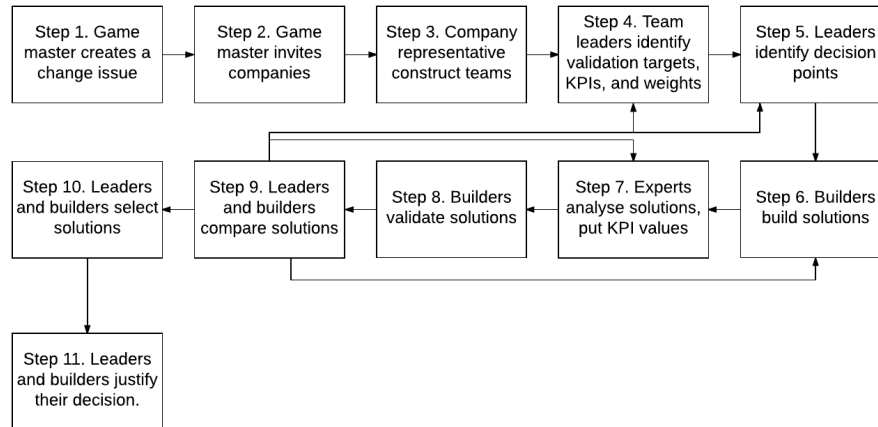 Step 1. Game
master creates a
change issue
Step 2. Game
master invites
companies
Step 3. Company
representative
construct teams
Step 4. Team
leaders identify
validation targets,
KPIs, and weights
Step 5. Leaders
identify decision
points
Step 10. Leaders
and builders select
solutions
Step 9. Leaders
and builders
compare solutions
Step 8. Builders
validate solutions
Step 7. Experts
analyse solutions,
put KPI values
Step 6. Builders
build solutions
Step 11. Leaders
and builders justify
their decision.